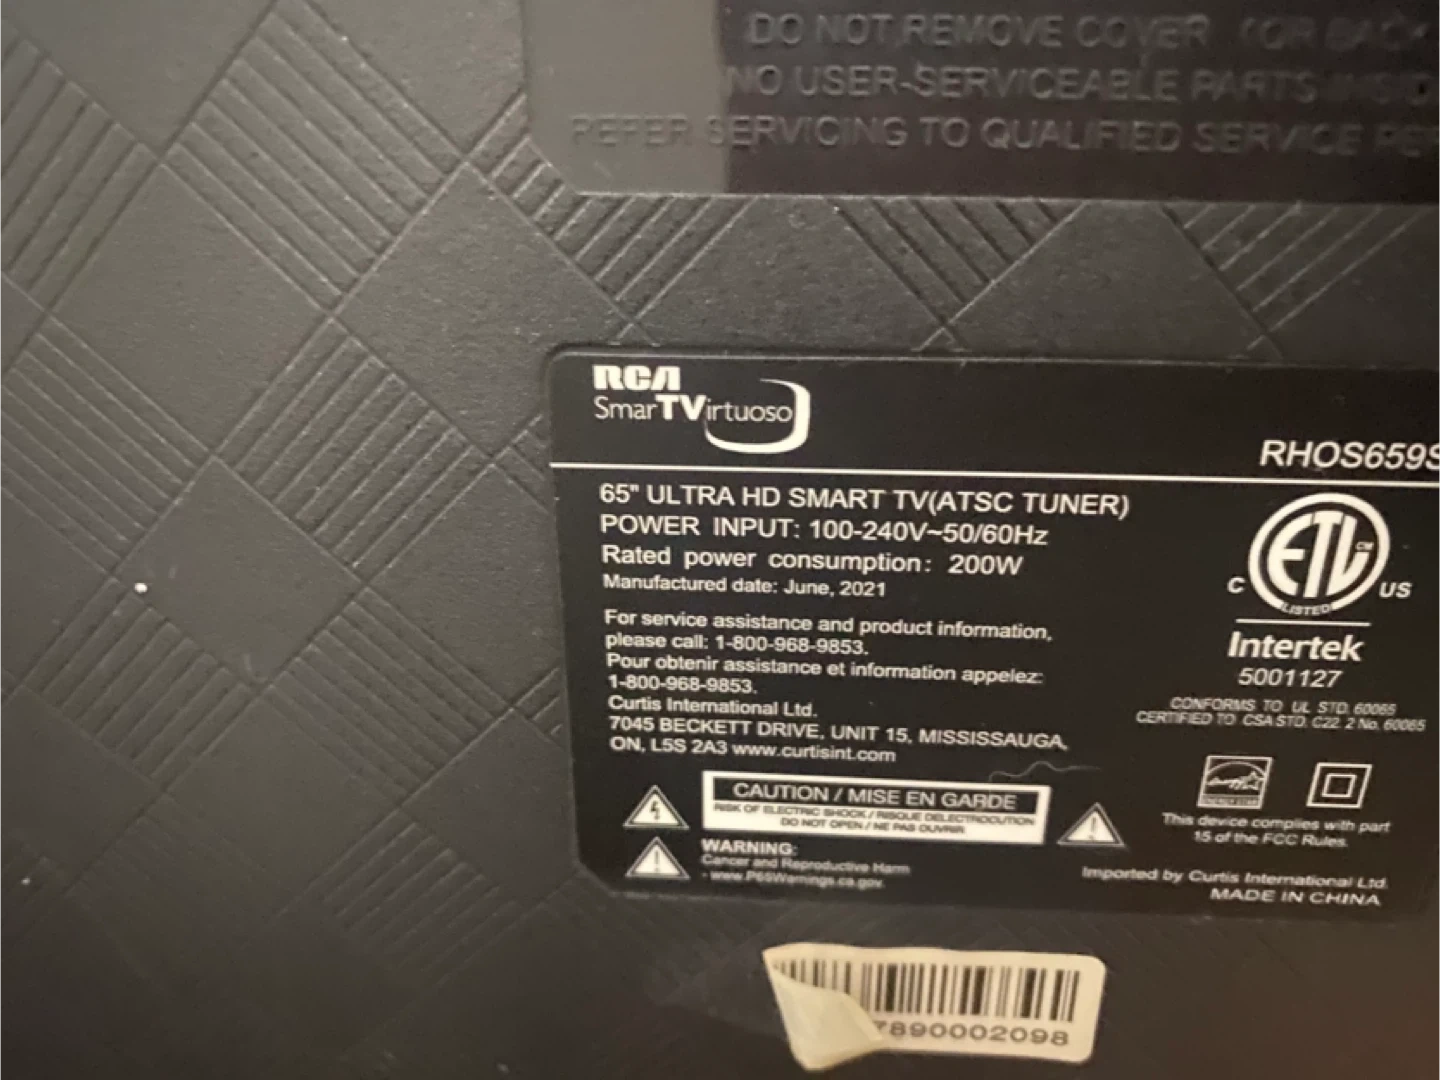 DO NOT REMOVE COVER (OR BACK
NO USER-SERVICEABLE PARTS
REFER SERVICING TO QUALIFIED SERVICE
RCA
SmarTVirtuoso
RHOS659S
65" ULTRA HD SMART TV(ATSC TUNER)
POWER INPUT: 100-240V~50/60Hz
Rated power consumption: 200W
Manufactured date: June, 2021
For service assistance and product information,
please call: 1-800-968-9853.
Pour obtenir assistance et information appelez:
1-800-968-9853.
Curtis International Ltd.
7045 BECKETT DRIVE, UNIT 15, MISSISSAUGA,
ON, L5S 2A3 www.curtisint.com
CAUTION / MISE EN GARDE
RISK OF ELECTRIC SHOCK / RISQUE DELECTROCUTION
DO NOT OPEN / NE PAS OUVRIR
WARNING:
Cancer and Reproductive Harm
- www.P65Warnings.ca.gov.
ETL CM
C US
LISTED
Intertek
5001127
CONFORMS TO UL STD. 60065
CERTIFIED TO CSA STD. C22. 2 No. 60065
ENERGY STAR
This device complies with part
15 of the FCC Rules.
Imported by Curtis International Ltd.
MADE IN CHINA
7890002098